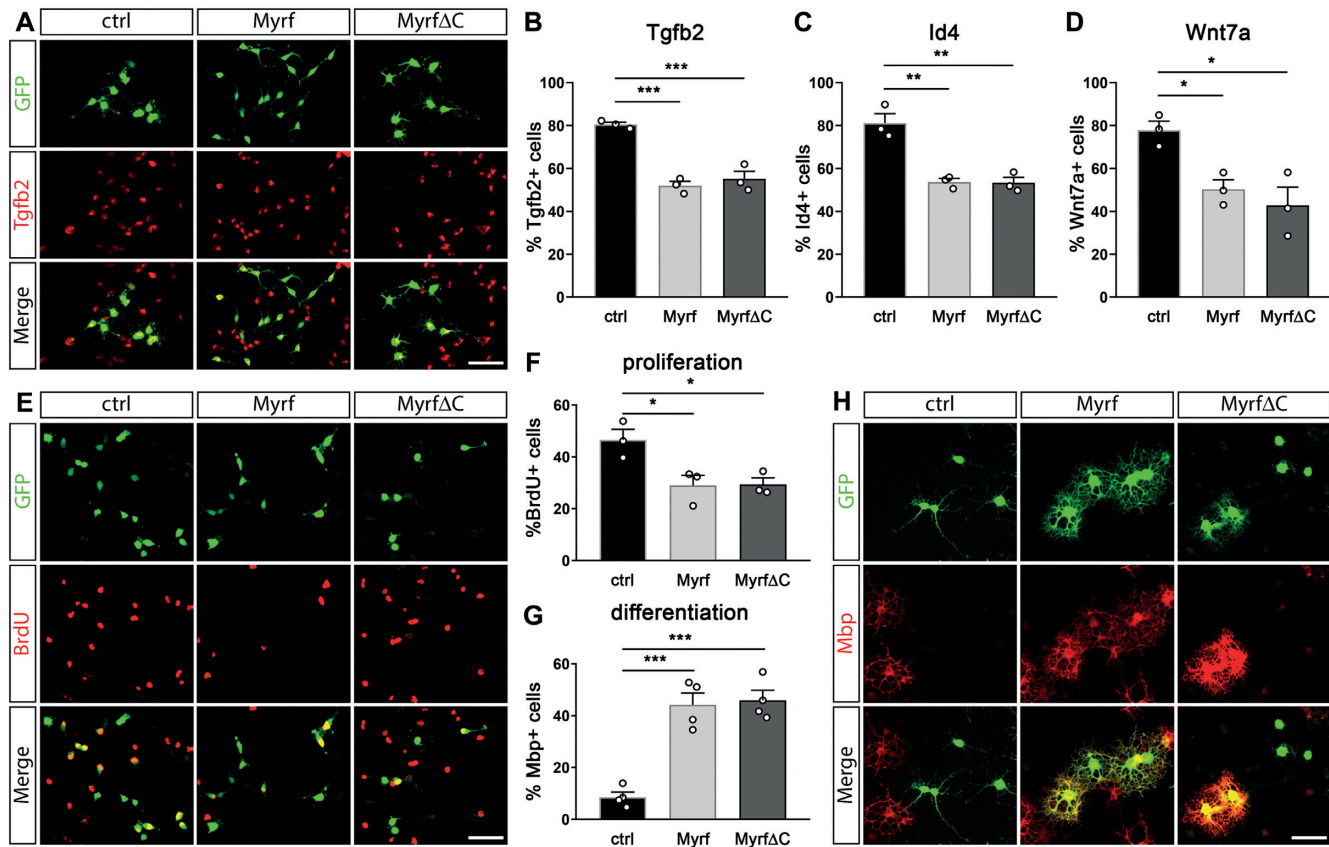 A
ctrl
Myrf
MyrfΔC
GFP
Tgfb2
Merge
B
Tgfb2
% Tgfb2+ cells
100
80
60
40
20
0
***
***
ctrl
Myrf
MyrfΔC
C
Id4
% Id4+ cells
100
80
60
40
20
0
**
**
ctrl
Myrf
MyrfΔC
D
Wnt7a
% Wnt7a+ cells
100
80
60
40
20
0
*
*
ctrl
Myrf
MyrfΔC
E
ctrl
Myrf
MyrfΔC
GFP
BrdU
Merge
F
proliferation
%BrdU+ cells
60
40
20
0
*
*
ctrl
Myrf
MyrfΔC
G
differentiation
% Mbp+ cells
60
40
20
0
***
***
ctrl
Myrf
MyrfΔC
H
ctrl
Myrf
MyrfΔC
GFP
Mbp
Merge